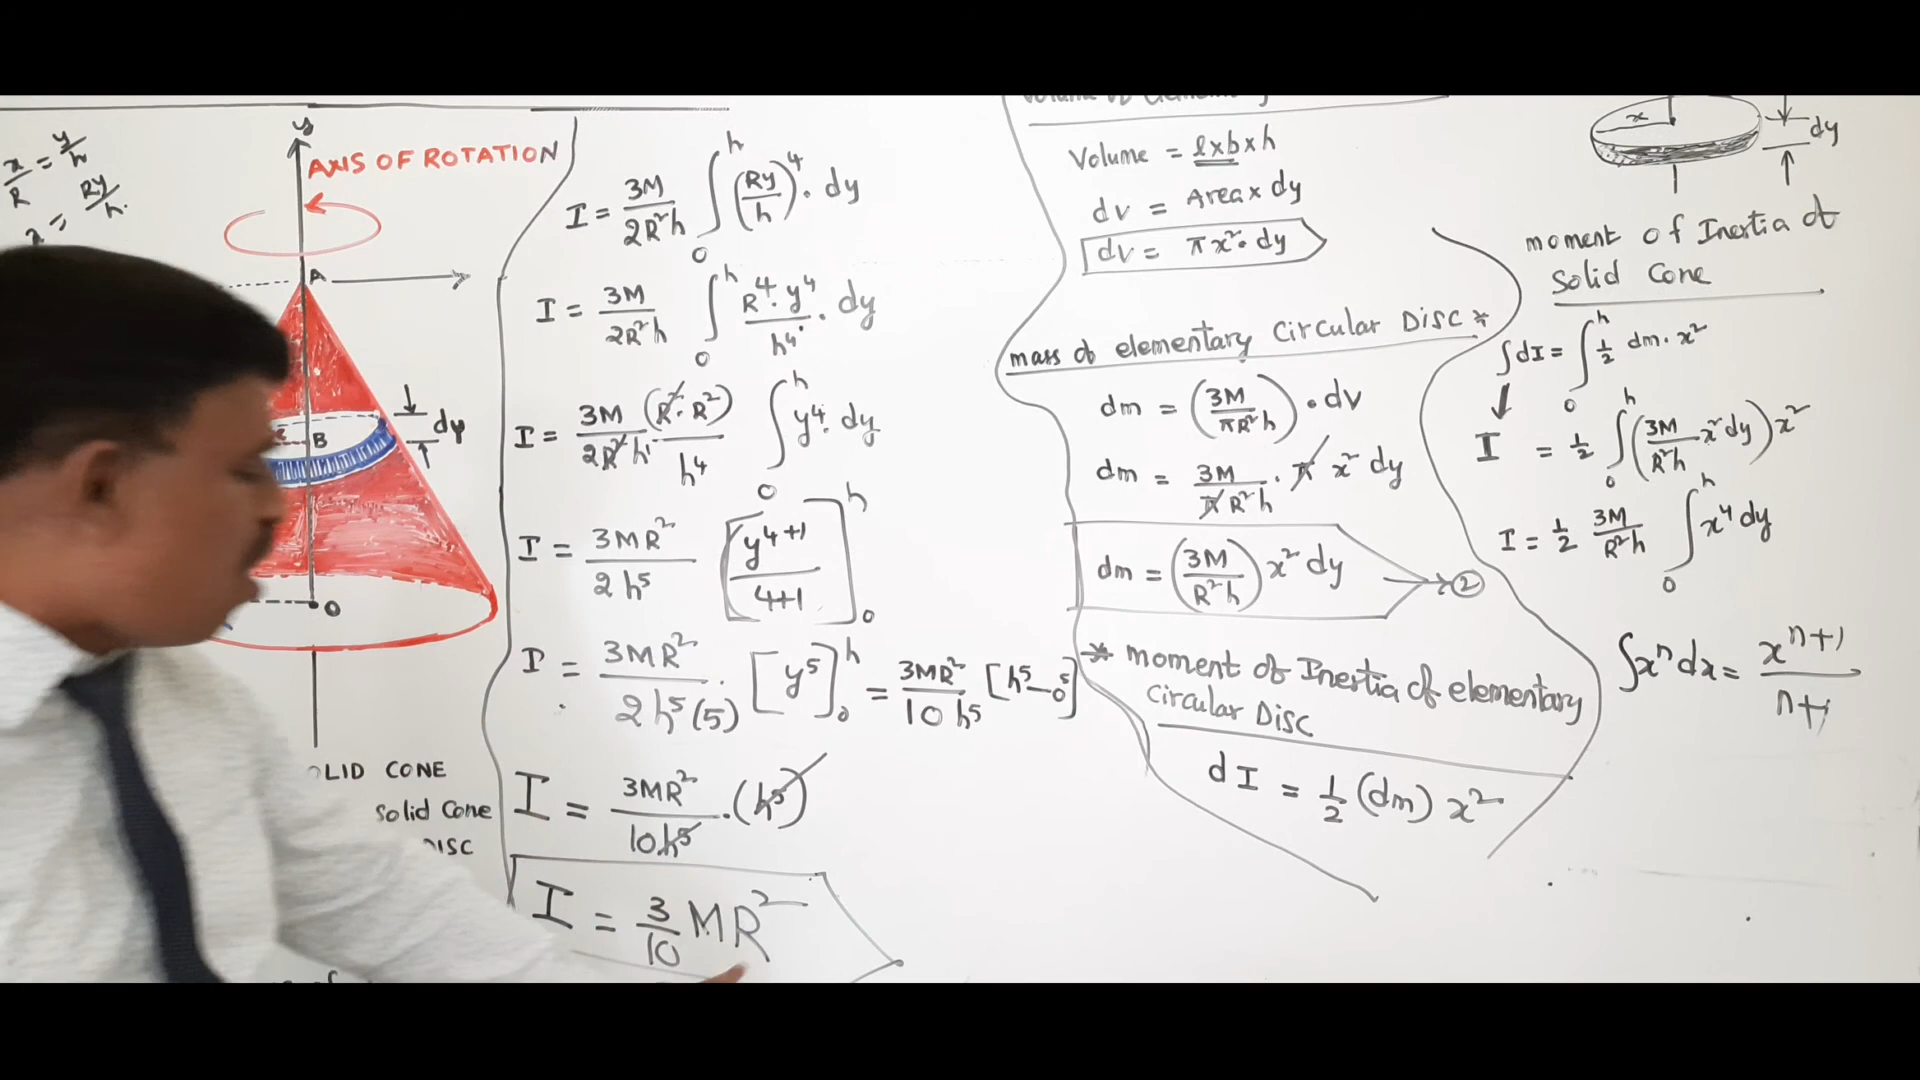 x/R = y/h
x = Ry/h.
y
AXIS OF ROTATION
A
B
dy
O
OLID CONE
Solid Cone
DISC
I = 3M/2R²h ∫₀ʰ (Ry/h)⁴ · dy
I = 3M/2R²h ∫₀ʰ R⁴·y⁴/h⁴ · dy
I = 3M/2R²h (R²·R²)/h⁴ ∫₀ʰ y⁴·dy
I = 3MR²/2h⁵ [y⁴⁺¹/4+1]₀ʰ
I = 3MR²/2h⁵(5) · [y⁵]₀ʰ = 3MR²/10h⁵ [h⁵−0⁵]
I = 3MR²/10h⁵ · (h⁵)
I = 3/10 MR²
Volume = l×b×h
dv = Area×dy
dv = πx²·dy
mass of elementary Circular Disc *
dm = (3M/πR²h) · dv
dm = 3M/πR²h · π x² dy
dm = (3M/R²h) x² dy → ②
* moment of Inertia of elementary
Circular Disc
dI = 1/2 (dm) x²
x
dy
moment of Inertia of
Solid Cone
∫dI = ∫₀ʰ 1/2 dm·x²
I = 1/2 ∫₀ʰ (3M/R²h x²dy) x²
I = 1/2 3M/R²h ∫₀ʰ x⁴ dy
∫xⁿdx = xⁿ⁺¹/n+1